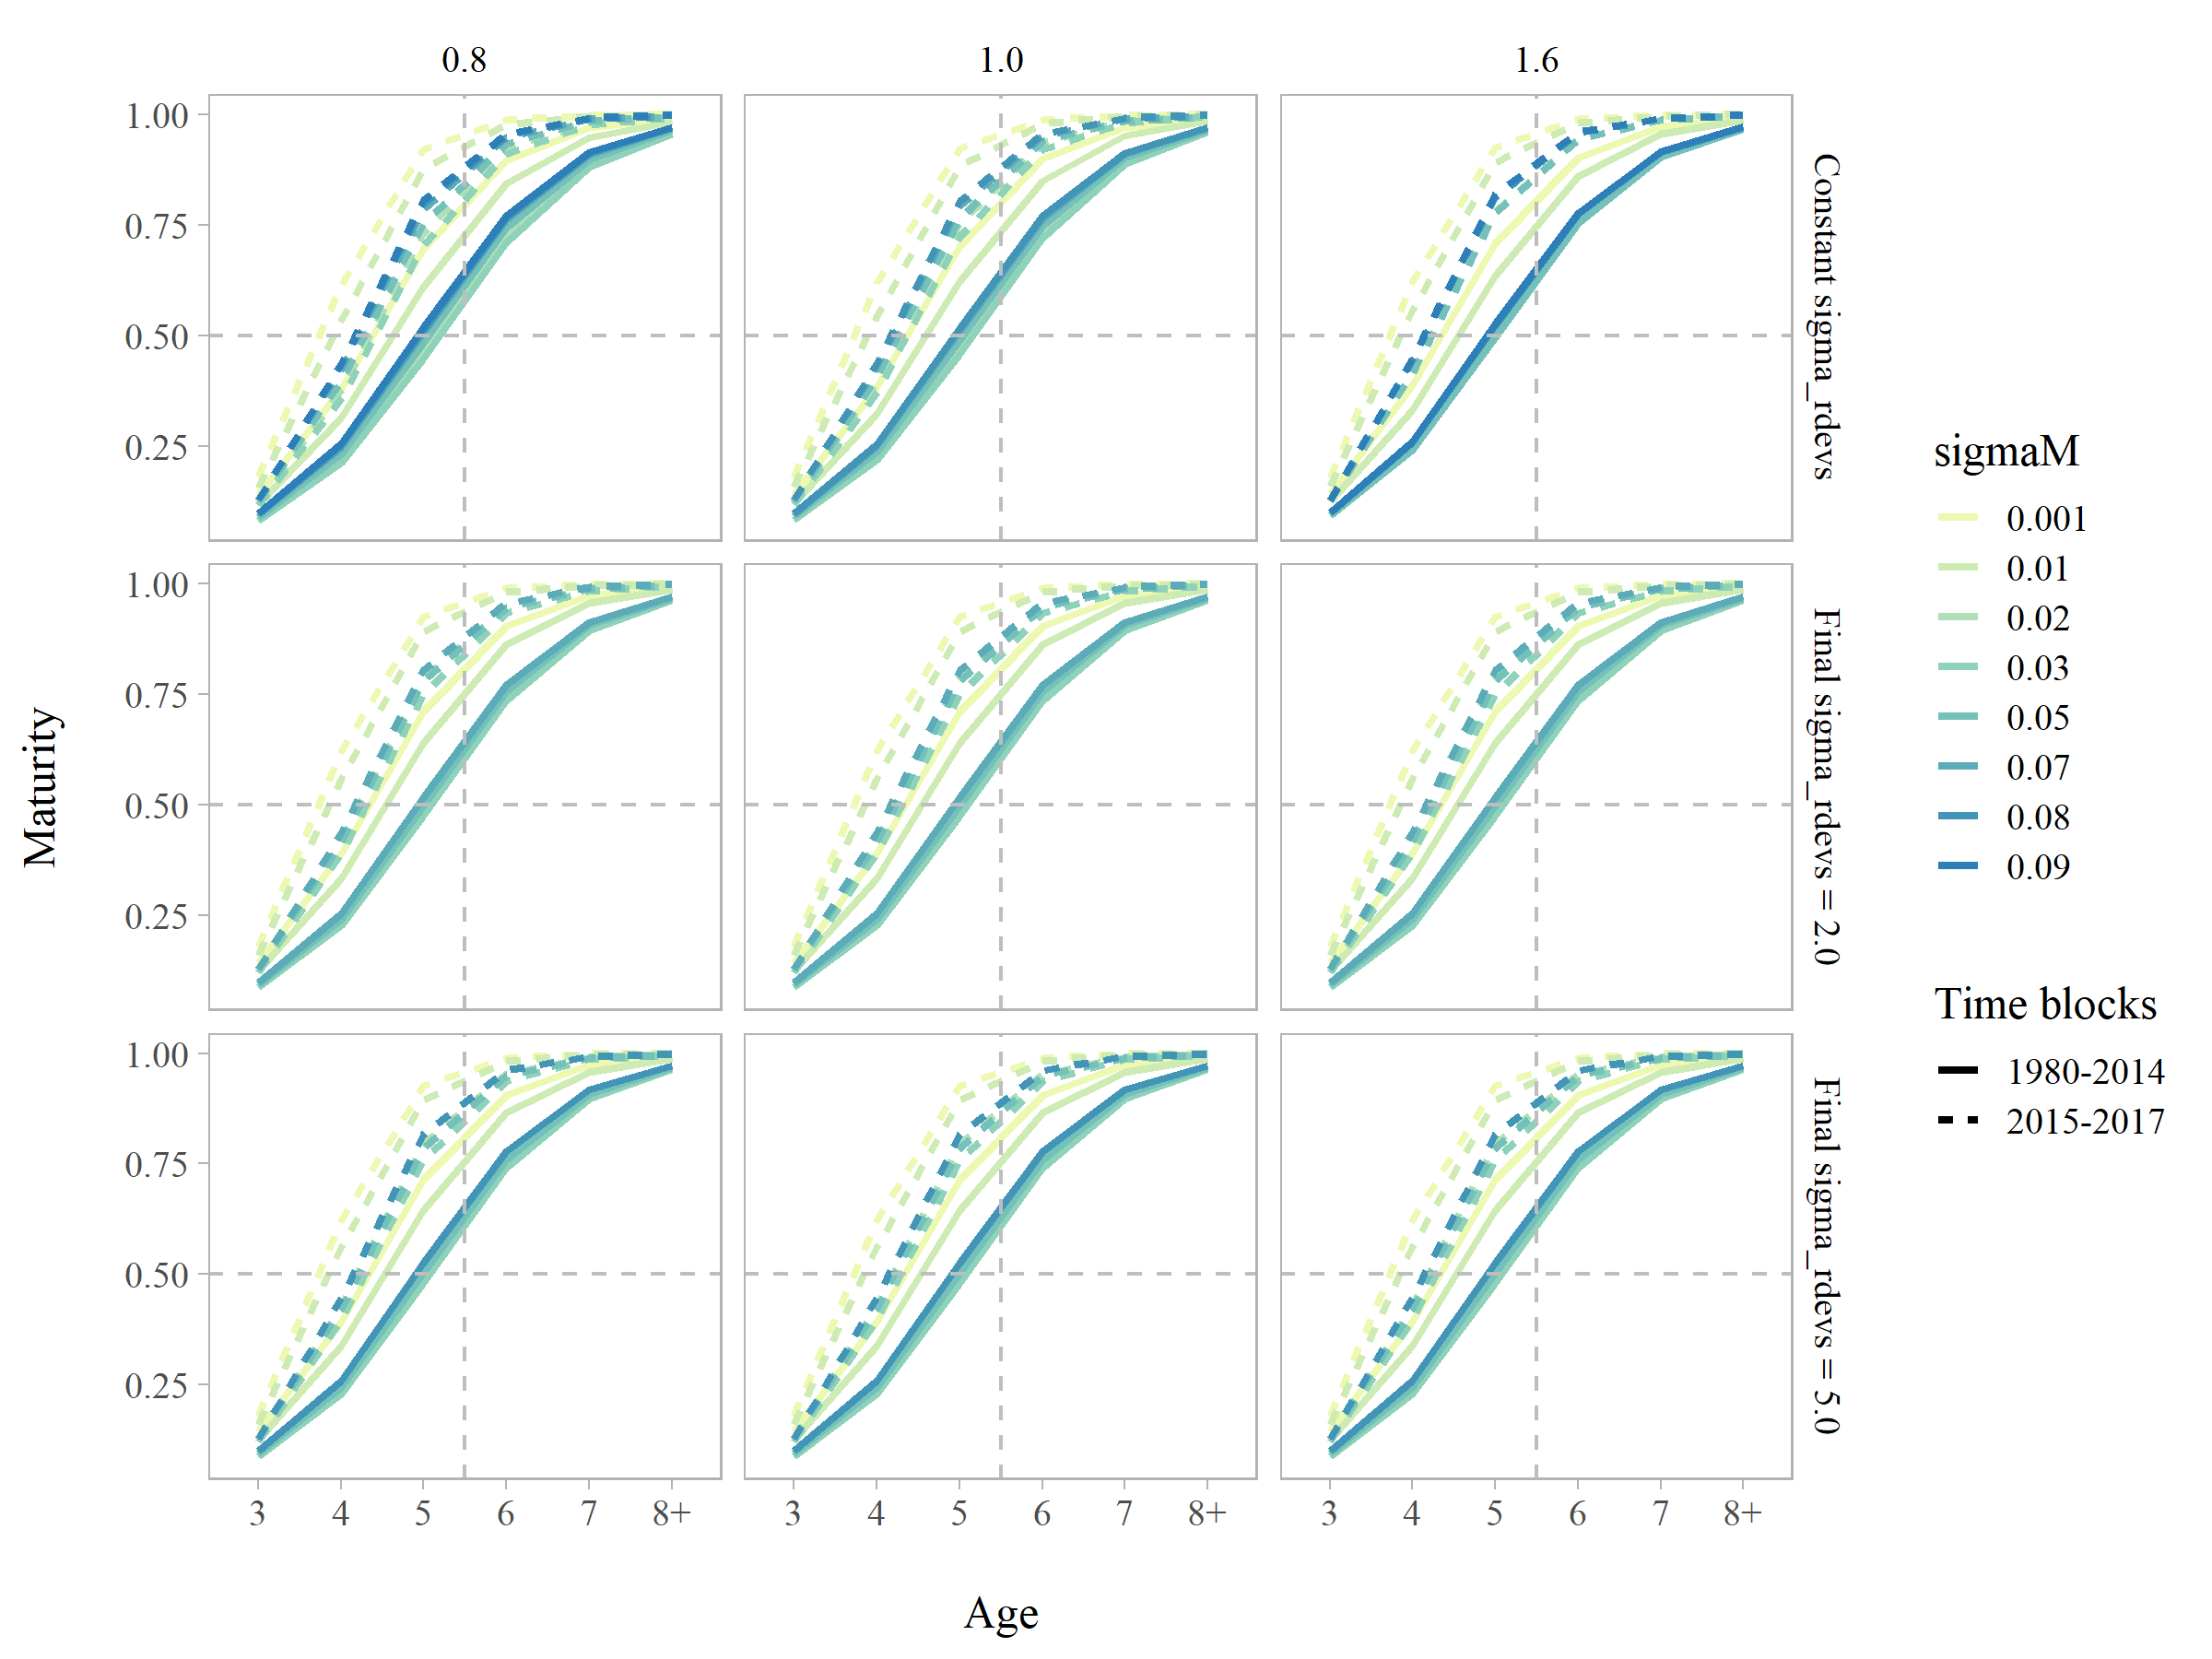 0.8 1.0 1.6
1.00
0.75
0.50
0.25
Constant sigma_rdevs
1.00
0.75
0.50
0.25
Final sigma_rdevs = 2.0
1.00
0.75
0.50
0.25
Final sigma_rdevs = 5.0
3 4 5 6 7 8+ 3 4 5 6 7 8+ 3 4 5 6 7 8+
Maturity
Age
sigmaM
0.001
0.01
0.02
0.03
0.05
0.07
0.08
0.09
Time blocks
1980-2014
2015-2017